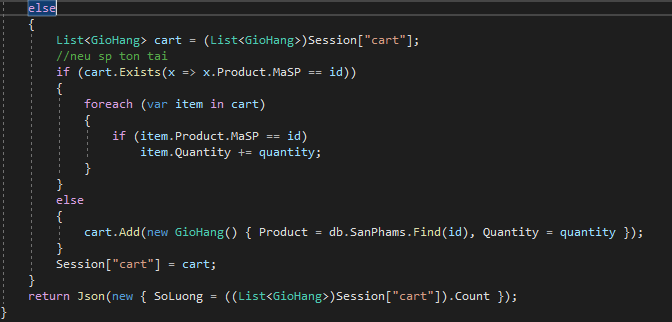 else
{
List<GioHang> cart = (List<GioHang>)Session["cart"];
//neu sp ton tai
if (cart.Exists(x => x.Product.MaSP == id))
{
foreach (var item in cart)
{
if (item.Product.MaSP == id)
item.Quantity += quantity;
}
}
else
{
cart.Add(new GioHang() { Product = db.SanPhams.Find(id), Quantity = quantity });
}
Session["cart"] = cart;
}
return Json(new { SoLuong = ((List<GioHang>)Session["cart"]).Count });
}